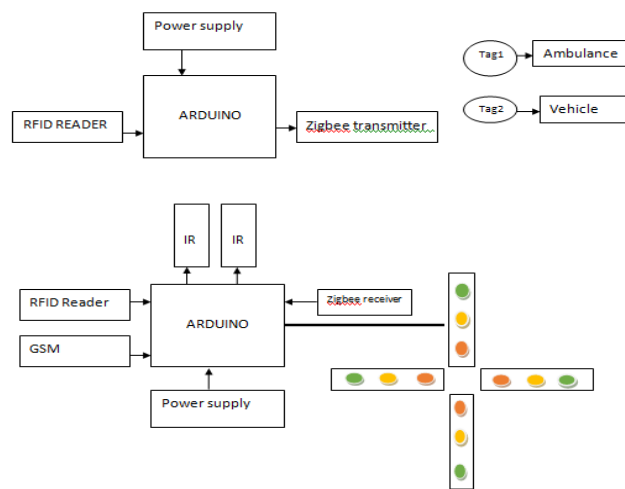 Power supply
Tag1
Ambulance
ARDUINO
Tag2
Vehicle
RFID READER
Zigbee transmitter
IR
IR
RFID Reader
Zigbee receiver
ARDUINO
GSM
Power supply